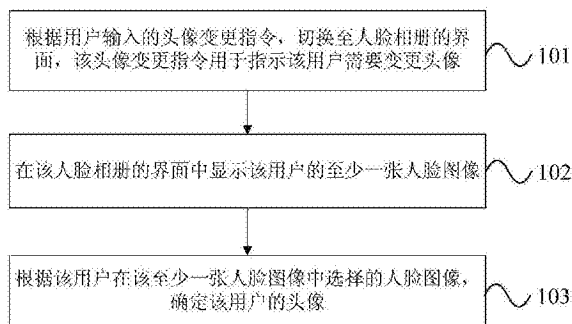 根据用户输入的头像变更指令，切换至人脸相册的界
面，该头像变更指令用于指示该用户需要变更头像
101
在该人脸相册的界面中显示该用户的至少一张人脸图像
102
根据该用户在该至少一张人脸图像中选择的人脸图像，
确定该用户的头像
103